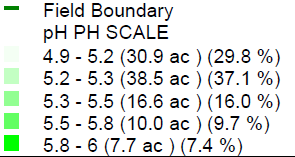 Field Boundary
pH PH SCALE
4.9 - 5.2 (30.9 ac ) (29.8 %)
5.2 - 5.3 (38.5 ac ) (37.1 %)
5.3 - 5.5 (16.6 ac ) (16.0 %)
5.5 - 5.8 (10.0 ac ) (9.7 %)
5.8 - 6 (7.7 ac ) (7.4 %)